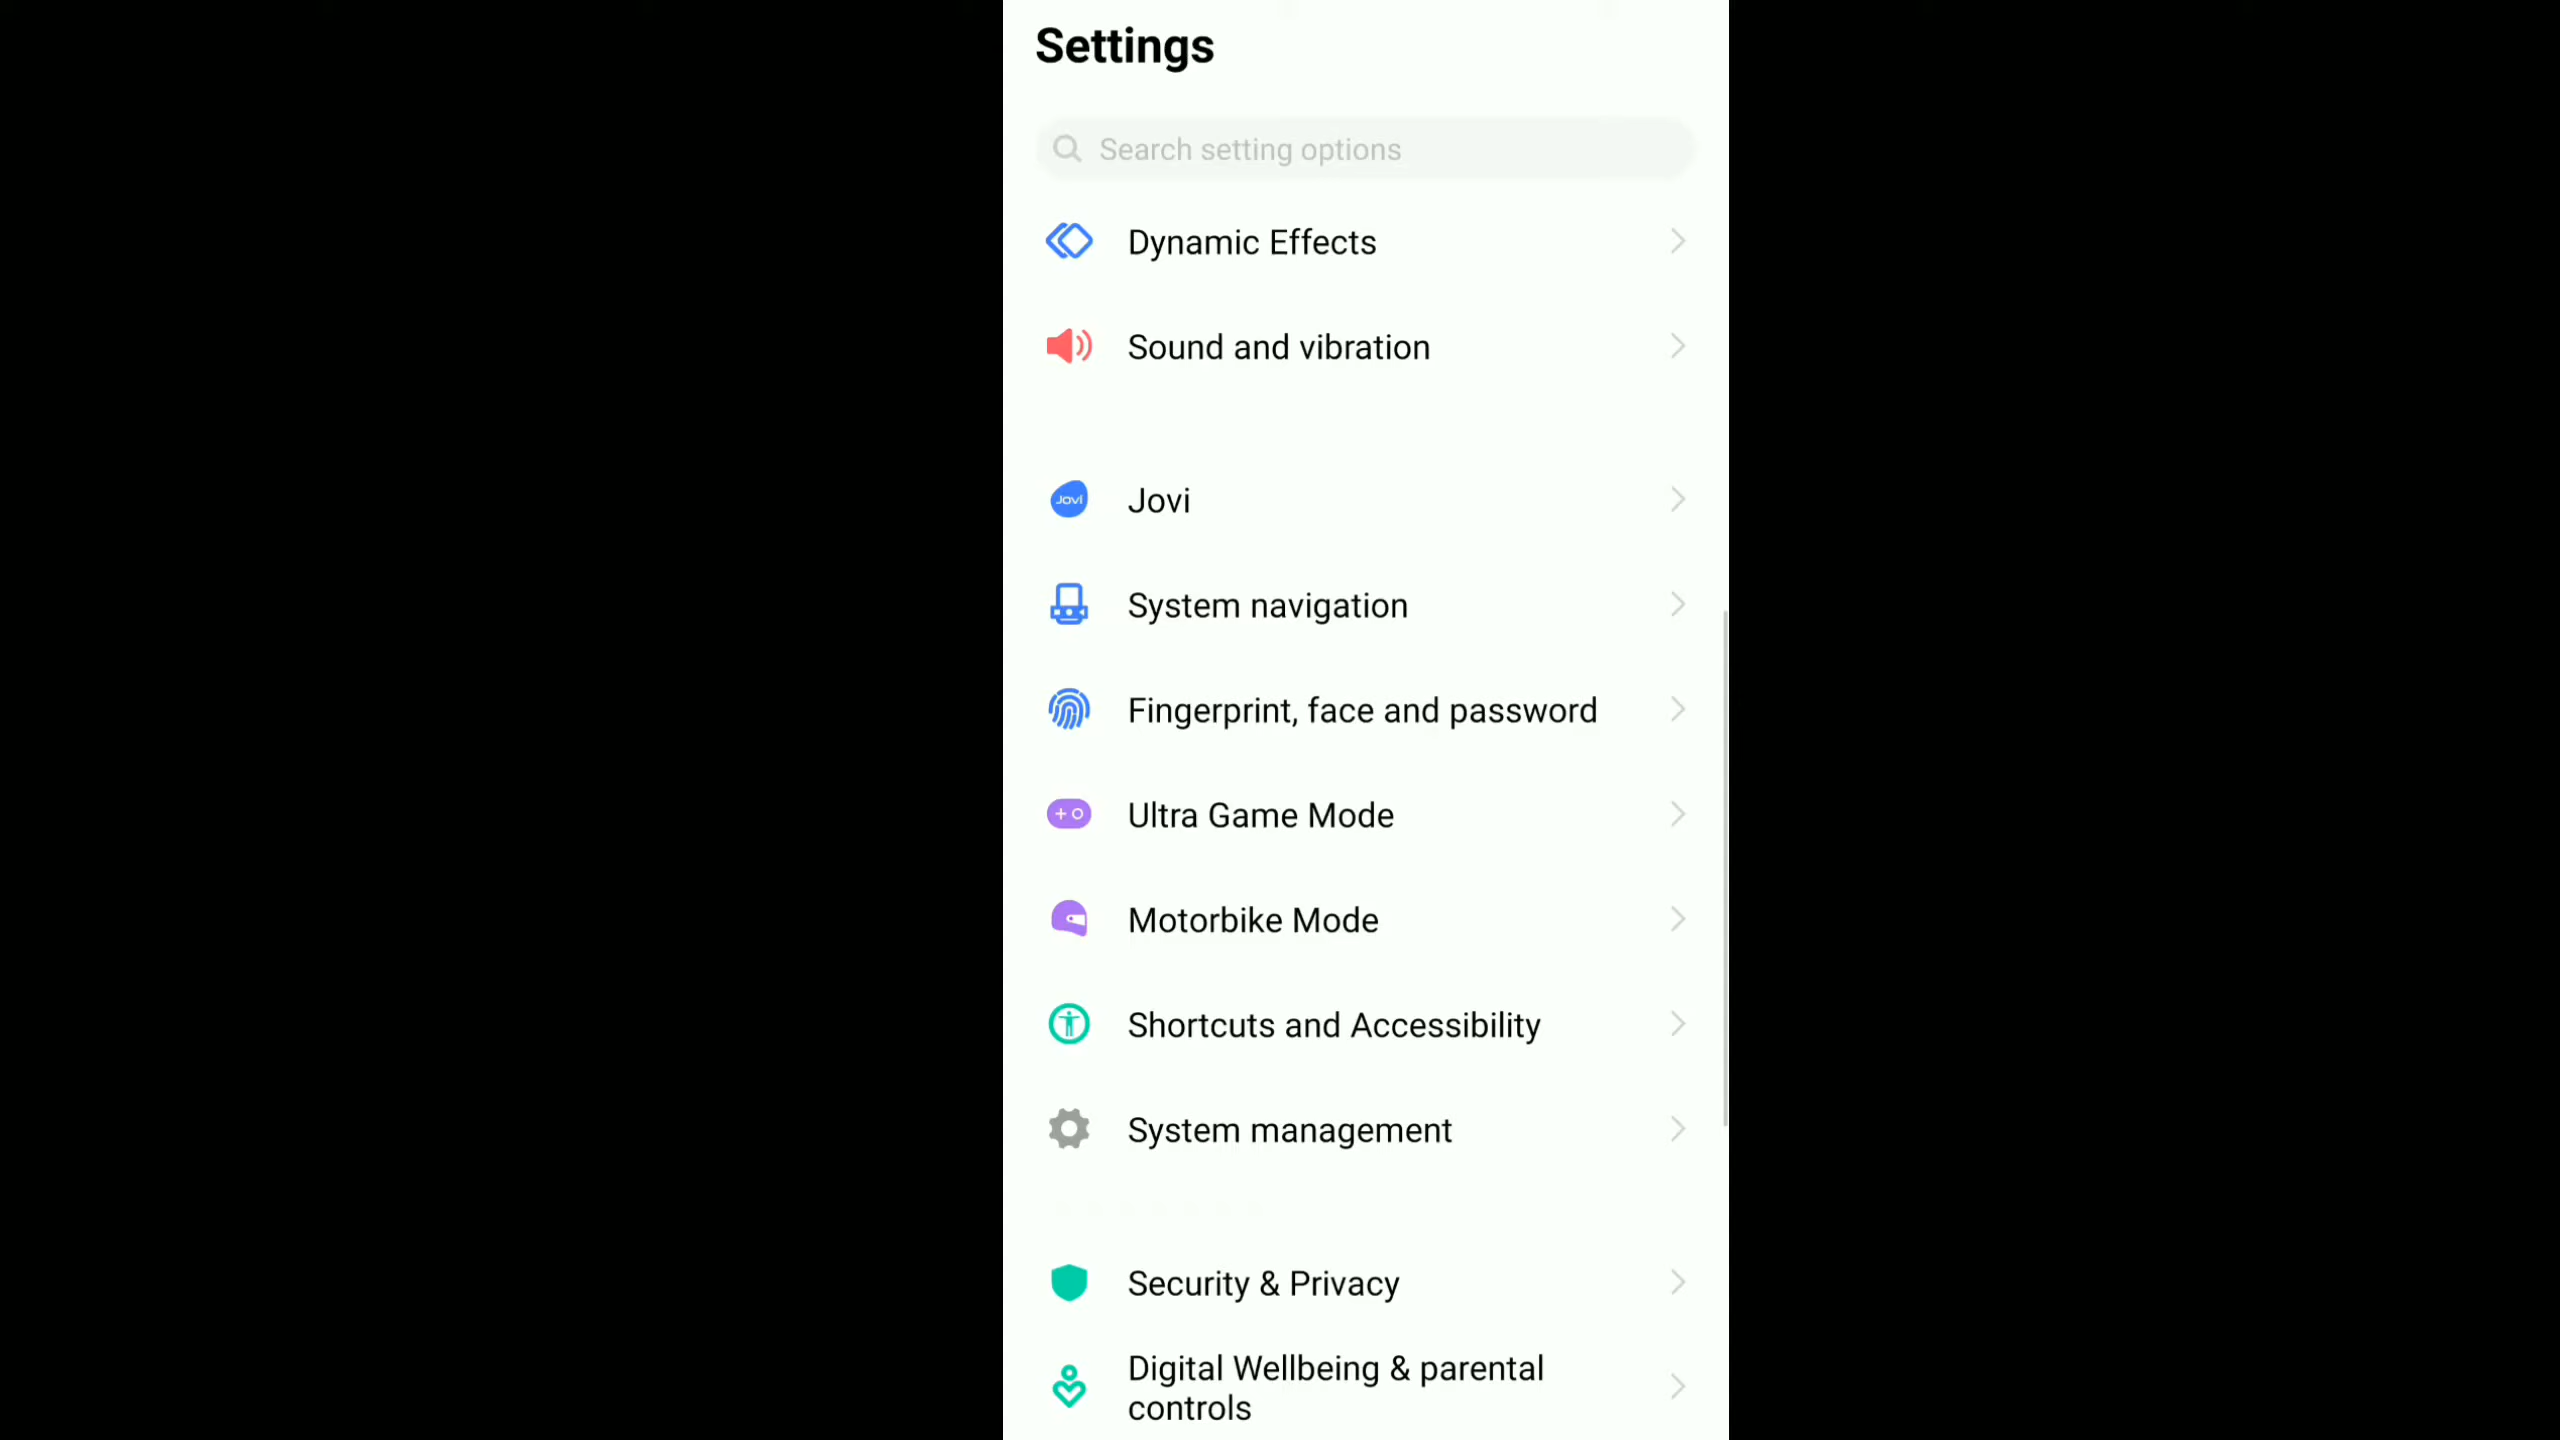 Settings
Search setting options
Dynamic Effects
Sound and vibration
Jovi
Jovi
System navigation
Fingerprint, face and password
Ultra Game Mode
Motorbike Mode
Shortcuts and Accessibility
System management
Security & Privacy
Digital Wellbeing & parental
controls